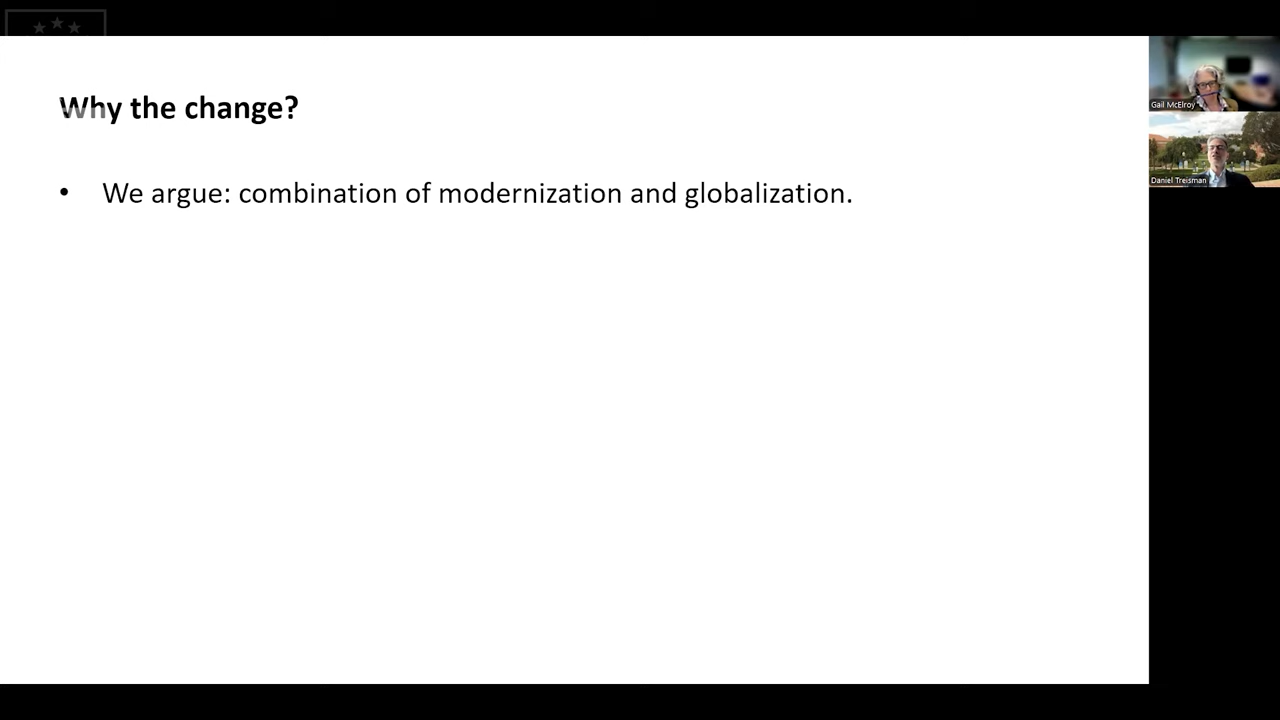 Why the change?
• We argue: combination of modernization and globalization.
Gail McElroy
Daniel Treisman